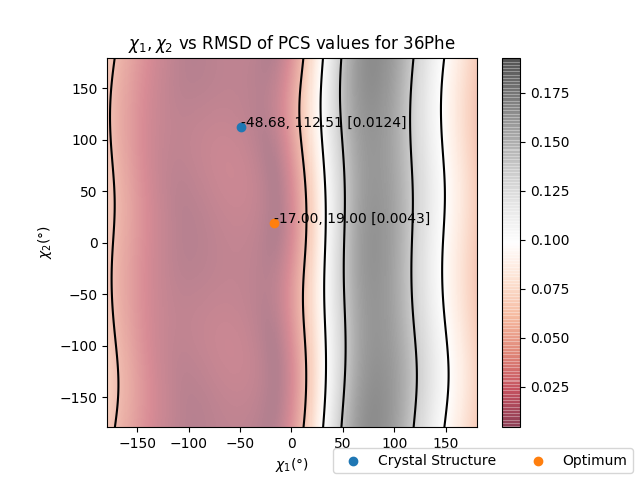 χ1, χ2 vs RMSD of PCS values for 36Phe
150
100
50
0
−50
−100
−150
χ2(°)
-48.68, 112.51 [0.0124]
-17.00, 19.00 [0.0043]
−150 −100 −50 0 50 100 150
χ1(°)
0.175
0.150
0.125
0.100
0.075
0.050
0.025
Crystal Structure Optimum